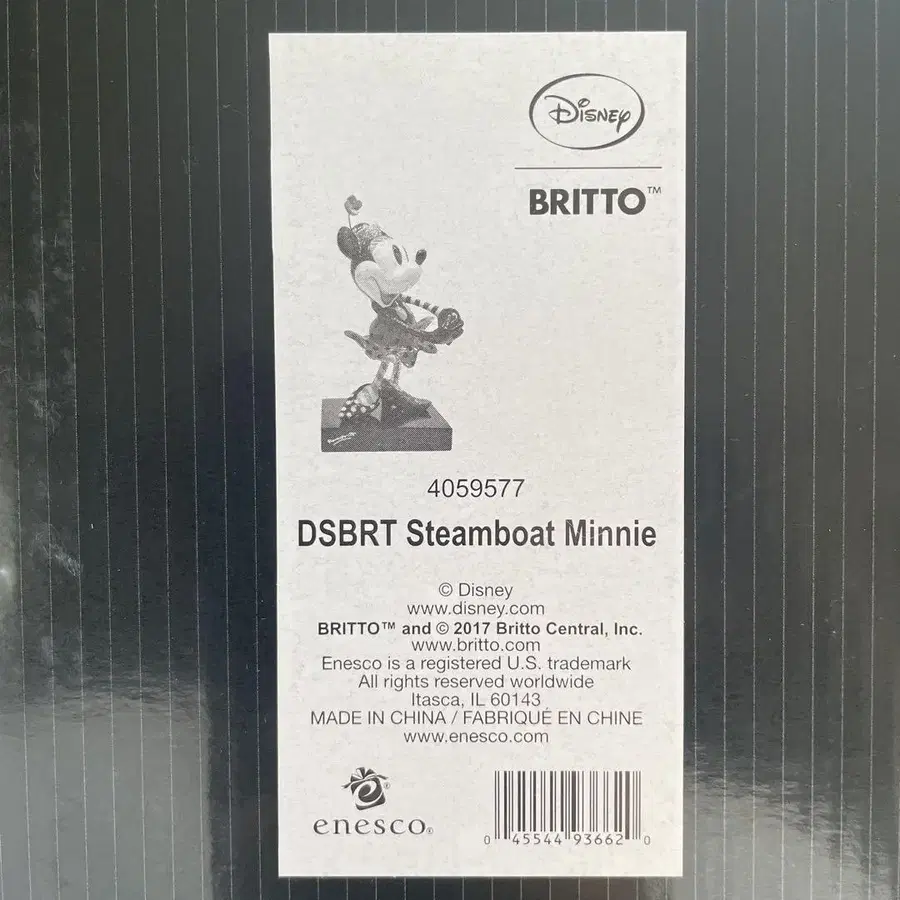 Disney
BRITTO™
4059577
DSBRT Steamboat Minnie
© Disney
www.disney.com
BRITTO™ and © 2017 Britto Central, Inc.
www.britto.com
Enesco is a registered U.S. trademark
All rights reserved worldwide
Itasca, IL 60143
MADE IN CHINA / FABRIQUÉ EN CHINE
www.enesco.com
enesco®
0 45544 93662 0